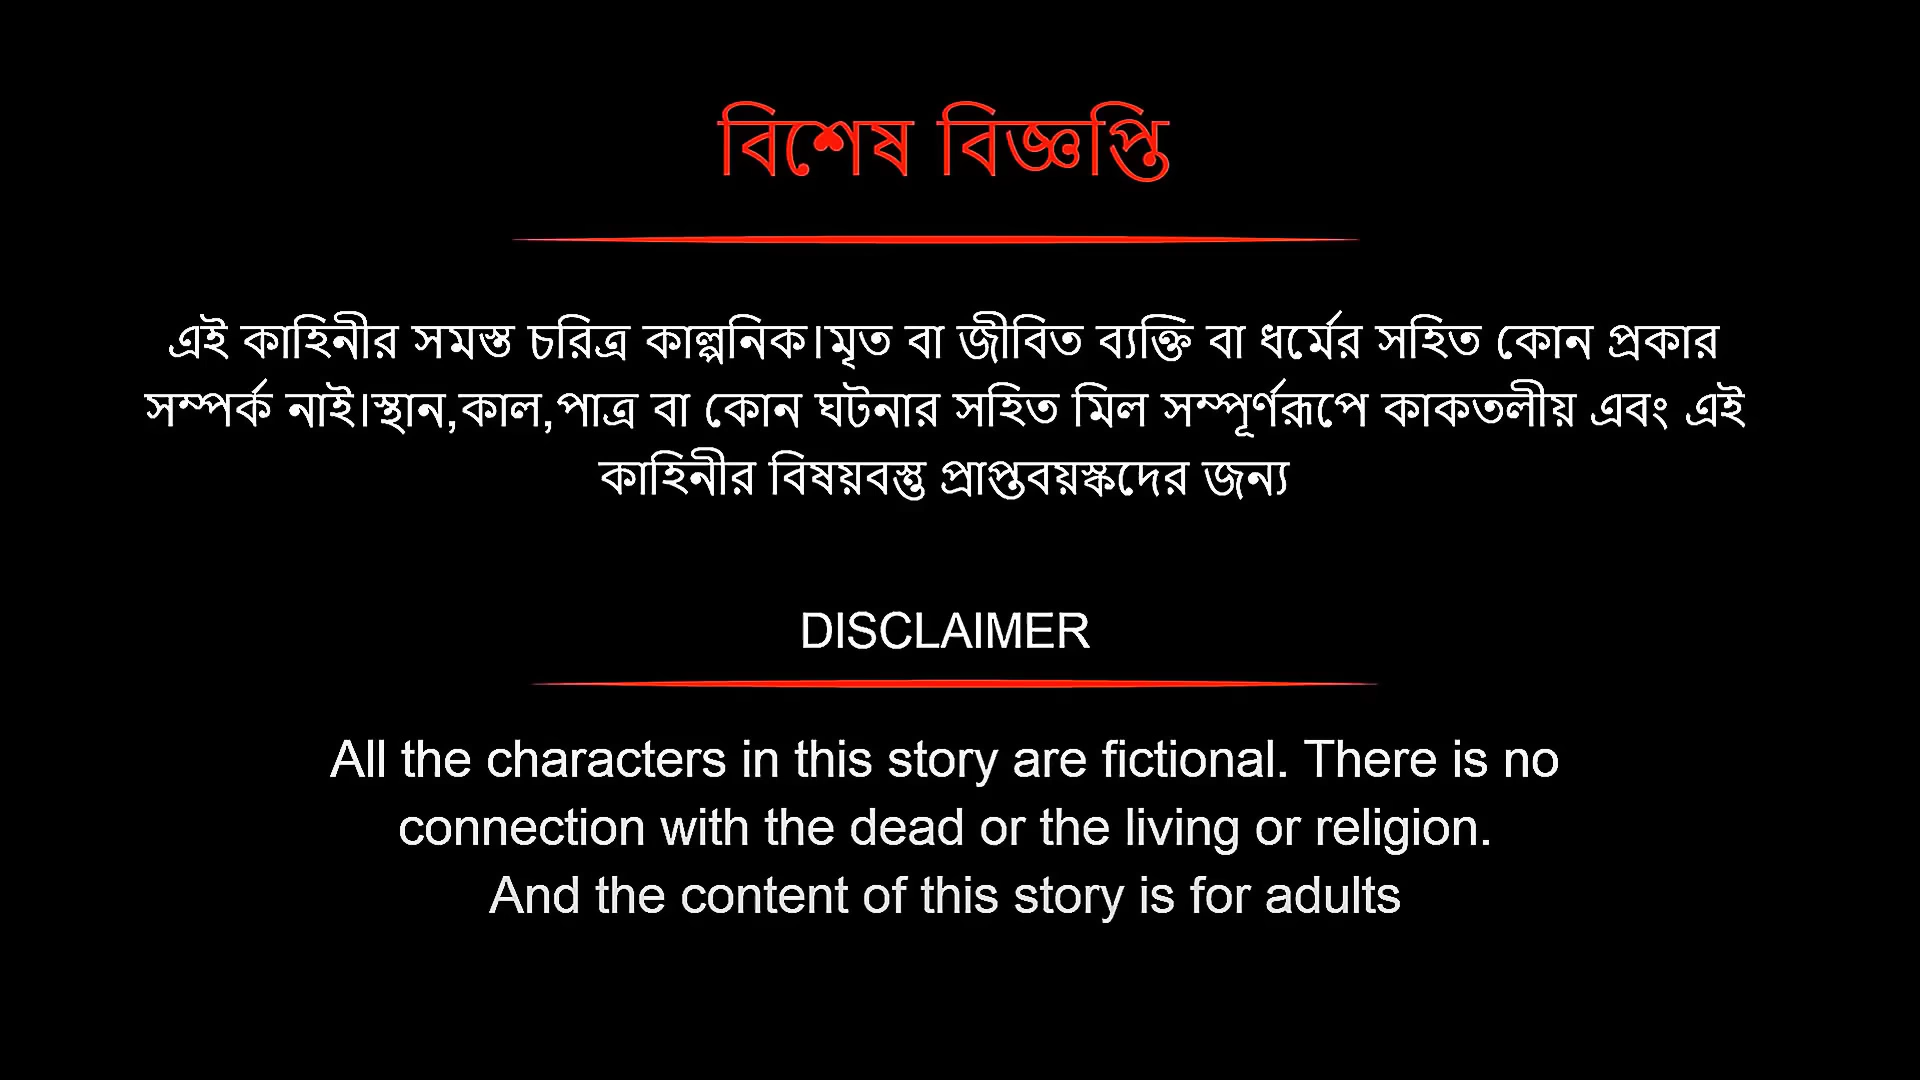 বিশেষ বিজ্ঞপ্তি
এই কাহিনীর সমস্ত চরিত্র কাল্পনিক।মৃত বা জীবিত ব্যক্তি বা ধর্মের সহিত কোন প্রকার
সম্পর্ক নাই।স্থান,কাল,পাত্র বা কোন ঘটনার সহিত মিল সম্পূর্ণরূপে কাকতলীয় এবং এই
কাহিনীর বিষয়বস্তু প্রাপ্তবয়স্কদের জন্য
DISCLAIMER
All the characters in this story are fictional. There is no
connection with the dead or the living or religion.
And the content of this story is for adults